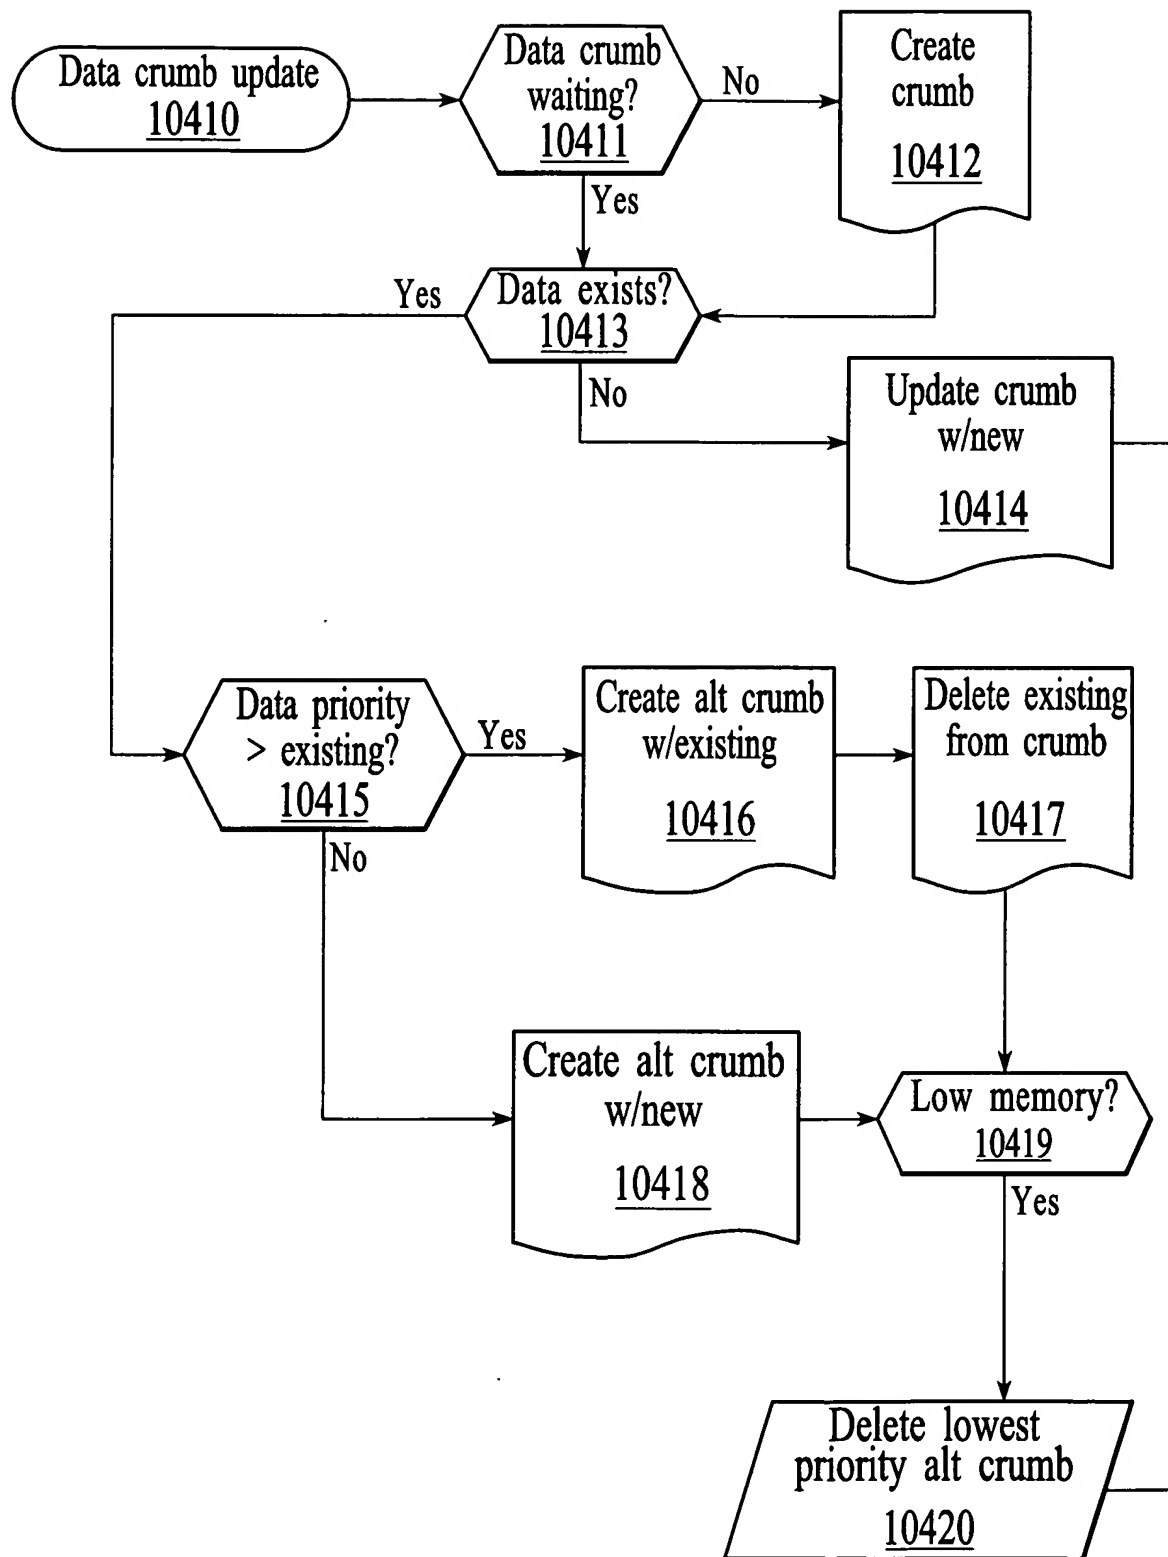 Data crumb update
10410
Data crumb
waiting?
10411
No
Create
crumb
10412
Yes
Data exists?
10413
Yes
No
Update crumb
w/new
10414
Data priority
> existing?
10415
Yes
Create alt crumb
w/existing
10416
Delete existing
from crumb
10417
No
Create alt crumb
w/new
10418
Low memory?
10419
Yes
Delete lowest
priority alt crumb
10420